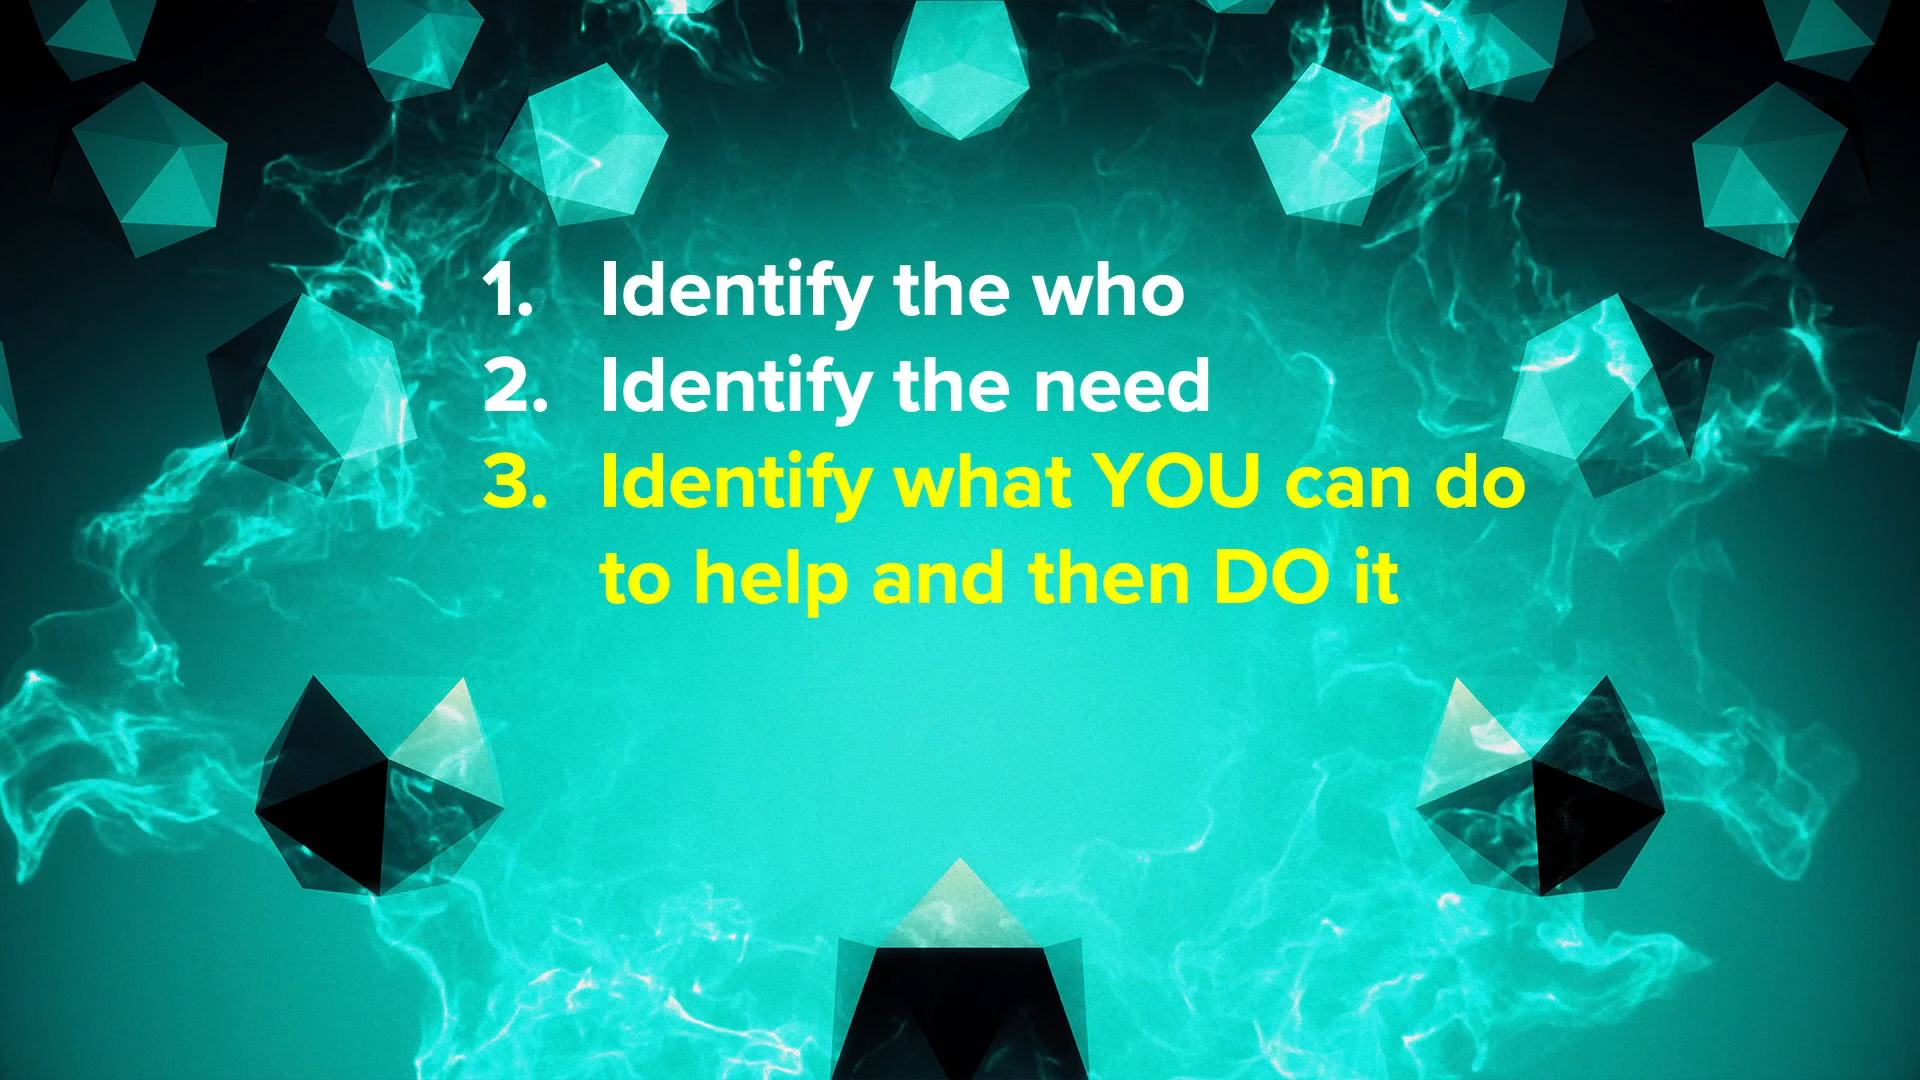 1. Identify the who
2. Identify the need
3. Identify what YOU can do
to help and then DO it